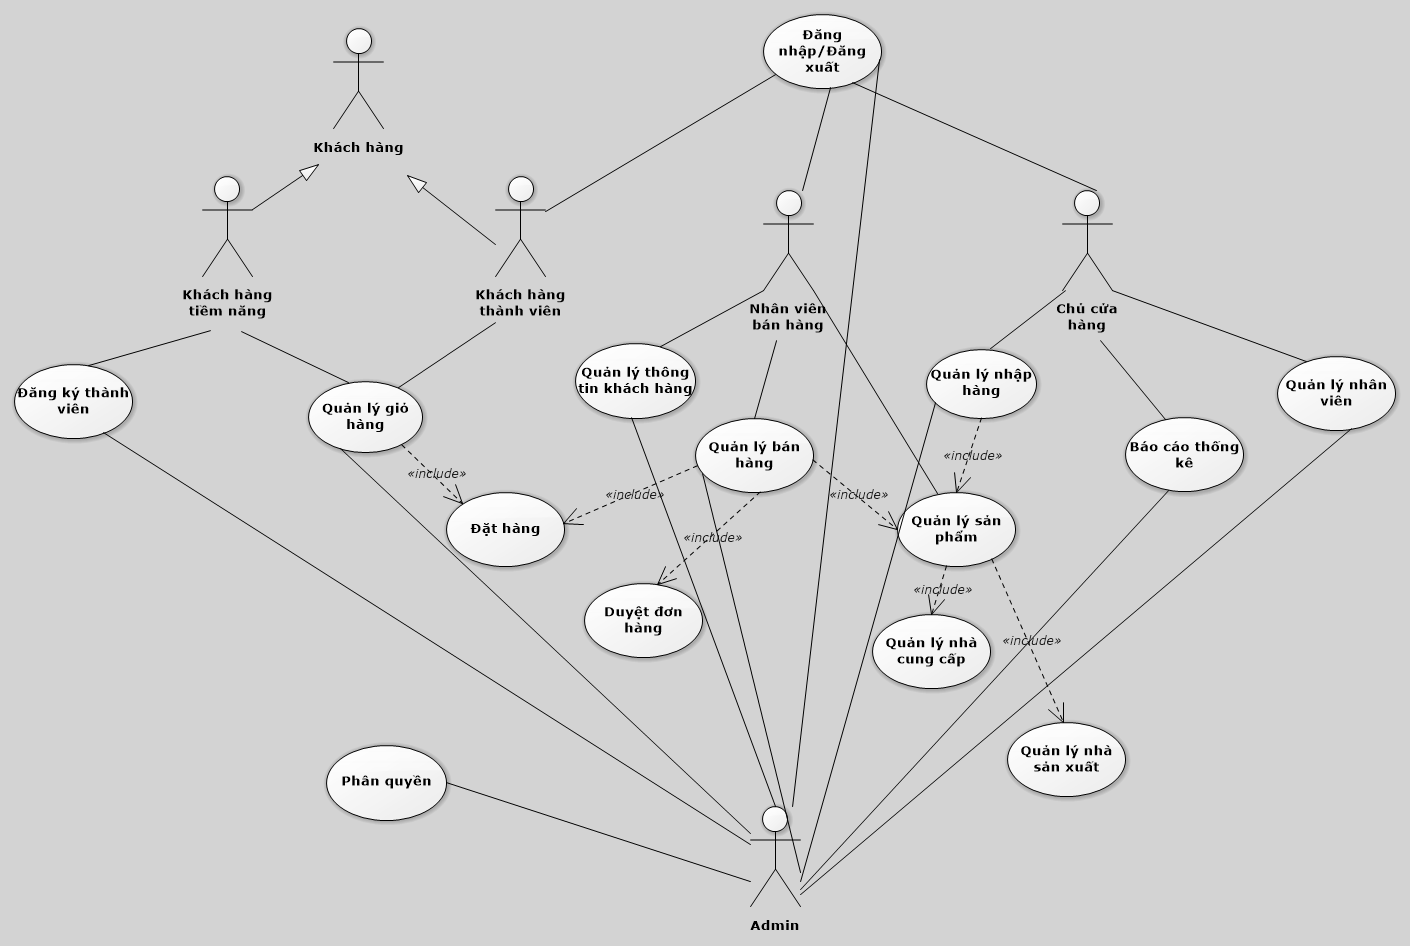 Đăng
nhập/Đăng
xuất
Khách hàng
Khách hàng
tiềm năng
Khách hàng
thành viên
Nhân viên
bán hàng
Chủ cửa
hàng
Đăng ký thành
viên
Quản lý giỏ
hàng
Quản lý thông
tin khách hàng
Quản lý nhập
hàng
Quản lý nhân
viên
Quản lý bán
hàng
Báo cáo thống
kê
«include»
«include»
«include»
«include»
Đặt hàng
Quản lý sản
phẩm
«include»
«include»
Duyệt đơn
hàng
Quản lý nhà
cung cấp
«include»
Quản lý nhà
sản xuất
Phân quyền
Admin